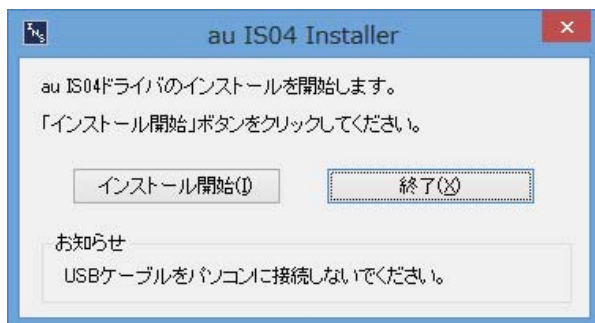 INS
au IS04 Installer
au IS04ドライバのインストールを開始します。
「インストール開始」ボタンをクリックしてください。
インストール開始(I)
終了(X)
お知らせ
USBケーブルをパソコンに接続しないでください。